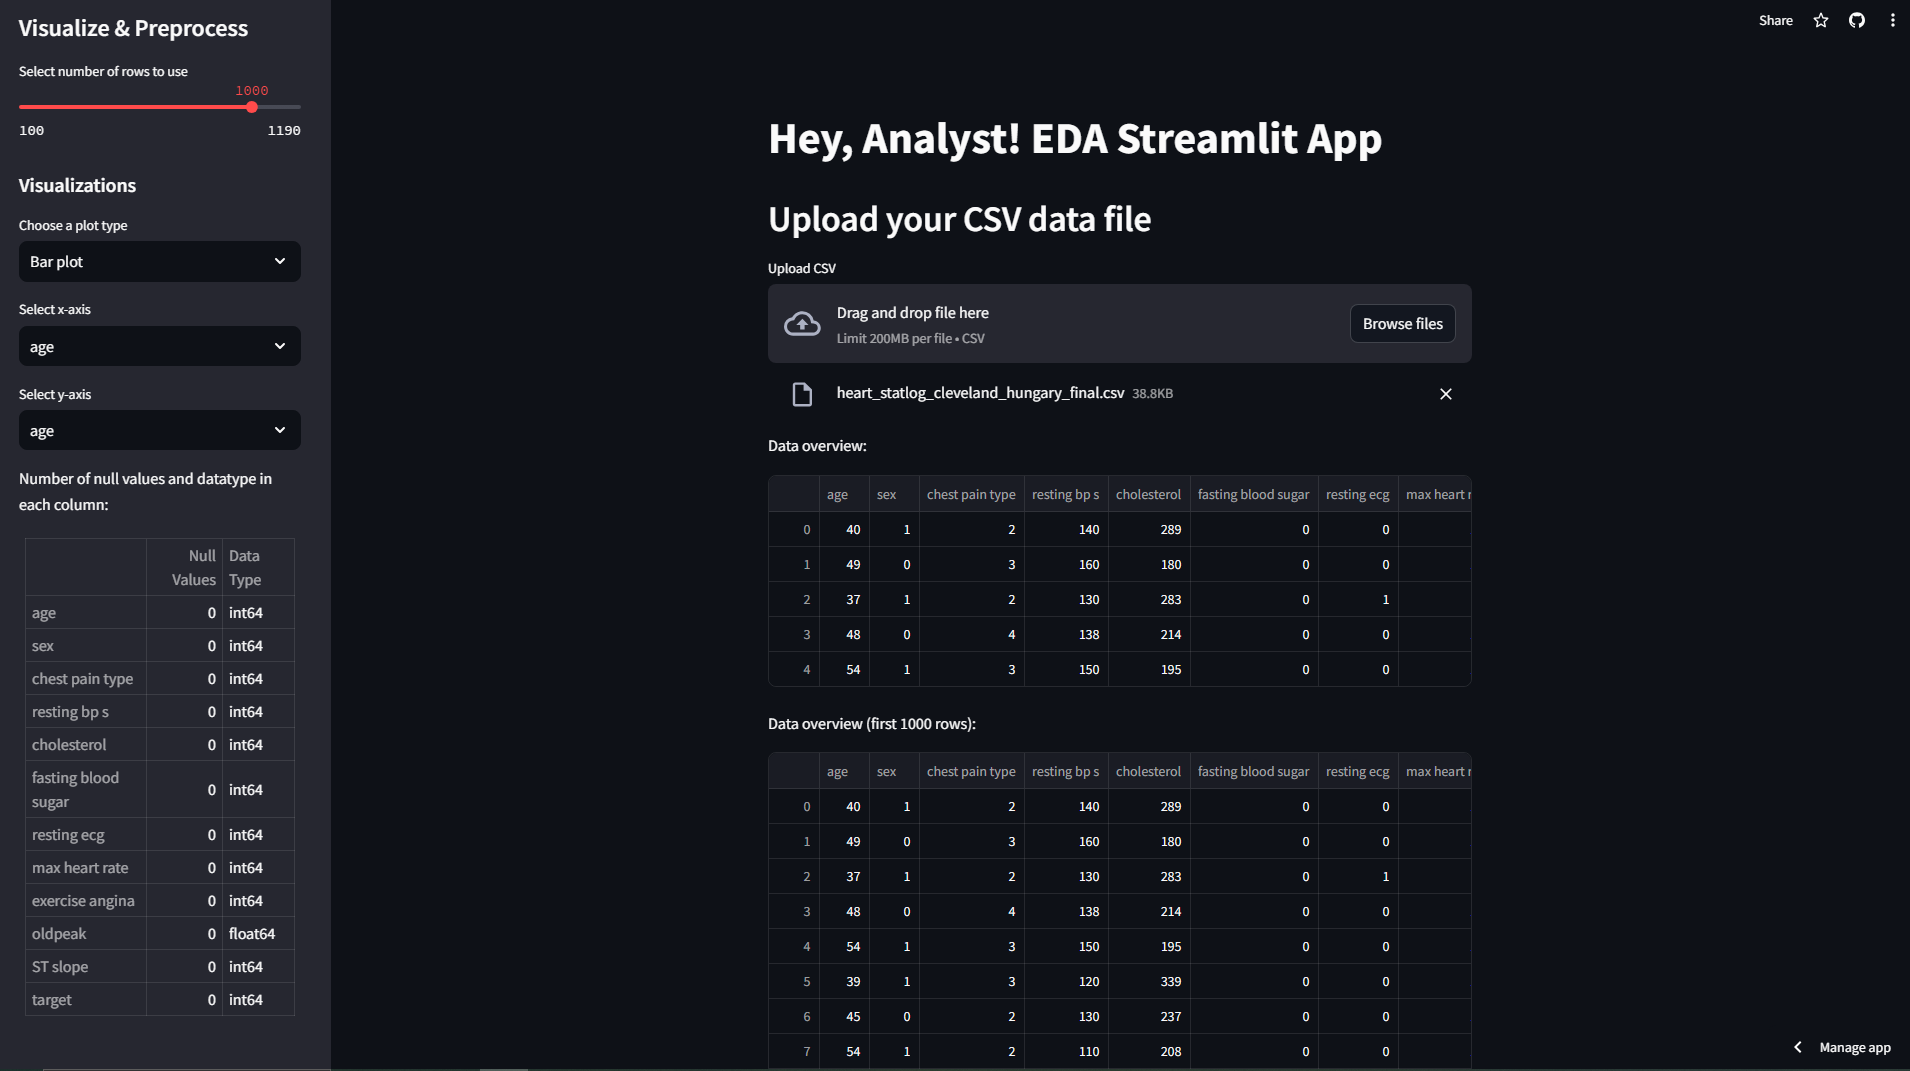 Visualize & Preprocess
Select number of rows to use
1000
100 1190
Visualizations
Choose a plot type
Bar plot
Select x-axis
age
Select y-axis
age
Number of null values and datatype in
each column:
Null Values Data Type
age 0 int64
sex 0 int64
chest pain type 0 int64
resting bp s 0 int64
cholesterol 0 int64
fasting blood sugar 0 int64
resting ecg 0 int64
max heart rate 0 int64
exercise angina 0 int64
oldpeak 0 float64
ST slope 0 int64
target 0 int64
Share
Hey, Analyst! EDA Streamlit App
Upload your CSV data file
Upload CSV
Drag and drop file here
Limit 200MB per file • CSV
Browse files
heart_statlog_cleveland_hungary_final.csv 38.8KB
Data overview:
age sex chest pain type resting bp s cholesterol fasting blood sugar resting ecg max heart r
0 40 1 2 140 289 0 0
1 49 0 3 160 180 0 0
2 37 1 2 130 283 0 1
3 48 0 4 138 214 0 0
4 54 1 3 150 195 0 0
Data overview (first 1000 rows):
age sex chest pain type resting bp s cholesterol fasting blood sugar resting ecg max heart r
0 40 1 2 140 289 0 0
1 49 0 3 160 180 0 0
2 37 1 2 130 283 0 1
3 48 0 4 138 214 0 0
4 54 1 3 150 195 0 0
5 39 1 3 120 339 0 0
6 45 0 2 130 237 0 0
7 54 1 2 110 208 0 0
Manage app